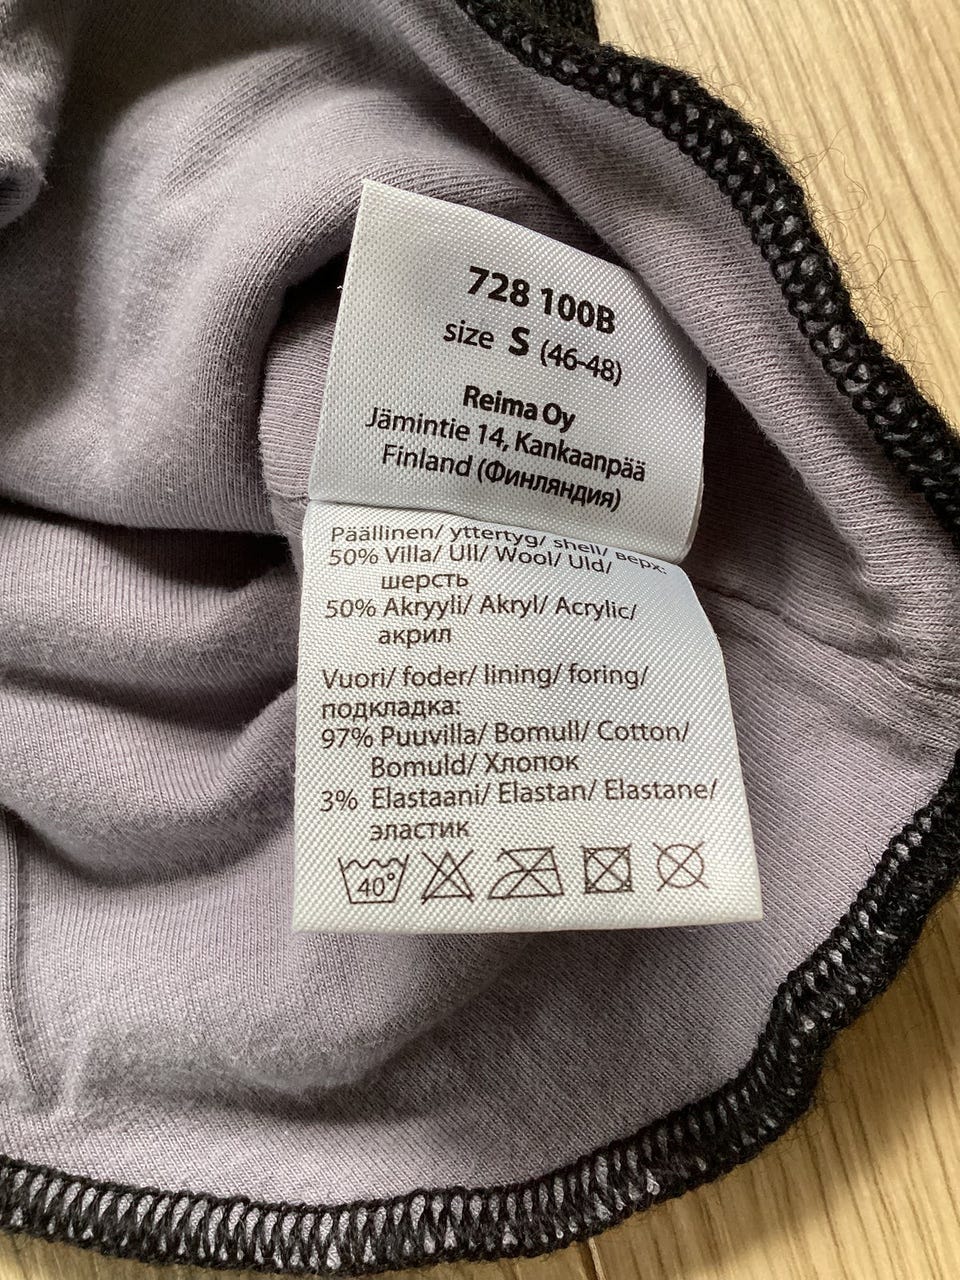 728 100B
size S (46-48)
Reima Oy
Jämintie 14, Kankaanpää
Finland (Финляндия)
Päällinen/ yttertyg/ shell/ верх:
50% Villa/ Ull/ Wool/ Uld/
шерсть
50% Akryyli/ Akryl/ Acrylic/
акрил
Vuori/ foder/ lining/ foring/
подкладка:
97% Puuvilla/ Bomull/ Cotton/
Bomuld/ Хлопок
3% Elastaani/ Elastan/ Elastane/
эластик
40°